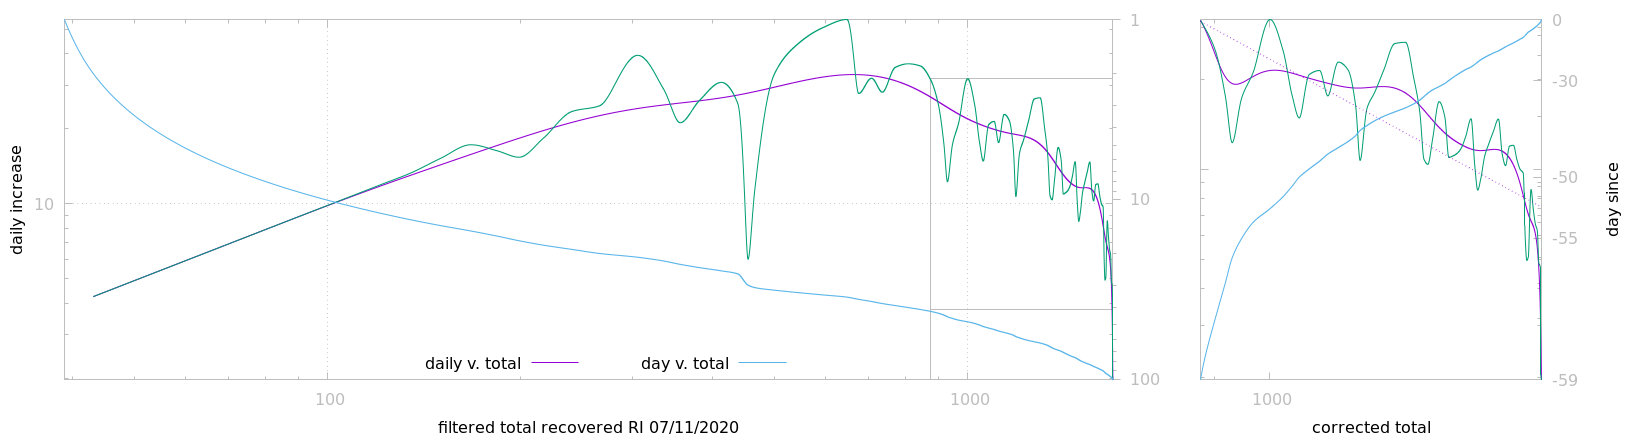 1
0
10
-30
10
-50
-55
daily increase
day since
daily v. total
day v. total
100
-59
100
1000
1000
filtered total recovered RI 07/11/2020
corrected total